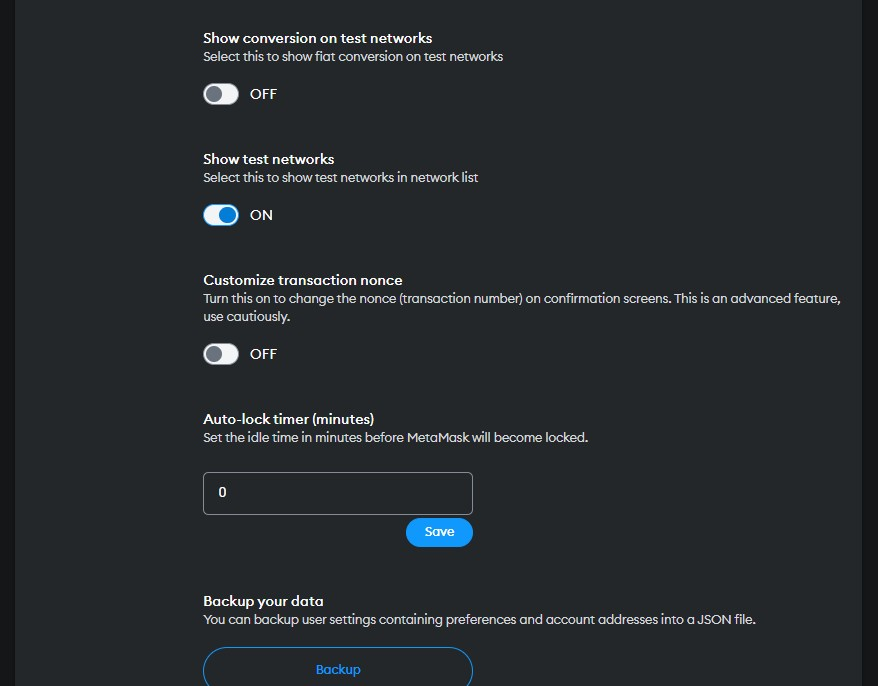 Show conversion on test networks
Select this to show fiat conversion on test networks
OFF
Show test networks
Select this to show test networks in network list
ON
Customize transaction nonce
Turn this on to change the nonce (transaction number) on confirmation screens. This is an advanced feature,
use cautiously.
OFF
Auto-lock timer (minutes)
Set the idle time in minutes before MetaMask will become locked.
0
Save
Backup your data
You can backup user settings containing preferences and account addresses into a JSON file.
Backup